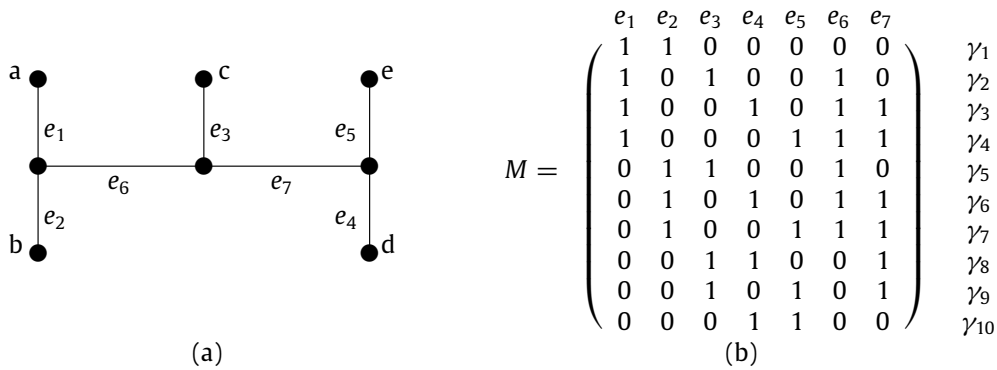 a c e
e1 e3 e5
e6 e7
e2 e4
b d
(a)
e1 e2 e3 e4 e5 e6 e7
1 1 0 0 0 0 0 γ1
1 0 1 0 0 1 0 γ2
1 0 0 1 0 1 1 γ3
1 0 0 0 1 1 1 γ4
M = 0 1 1 0 0 1 0 γ5
0 1 0 1 0 1 1 γ6
0 1 0 0 1 1 1 γ7
0 0 1 1 0 0 1 γ8
0 0 1 0 1 0 1 γ9
0 0 0 1 1 0 0 γ10
(b)